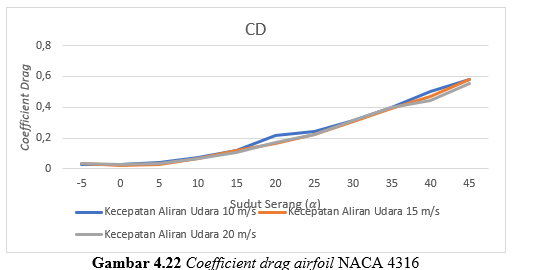 CD
0,8
0,6
0,4
0,2
0
Coefficient Drag
-5 0 5 10 15 20 25 30 35 40 45
Sudut Serang (α)
Kecepatan Aliran Udara 10 m/s Kecepatan Aliran Udara 15 m/s
Kecepatan Aliran Udara 20 m/s
Gambar 4.22 Coefficient drag airfoil NACA 4316